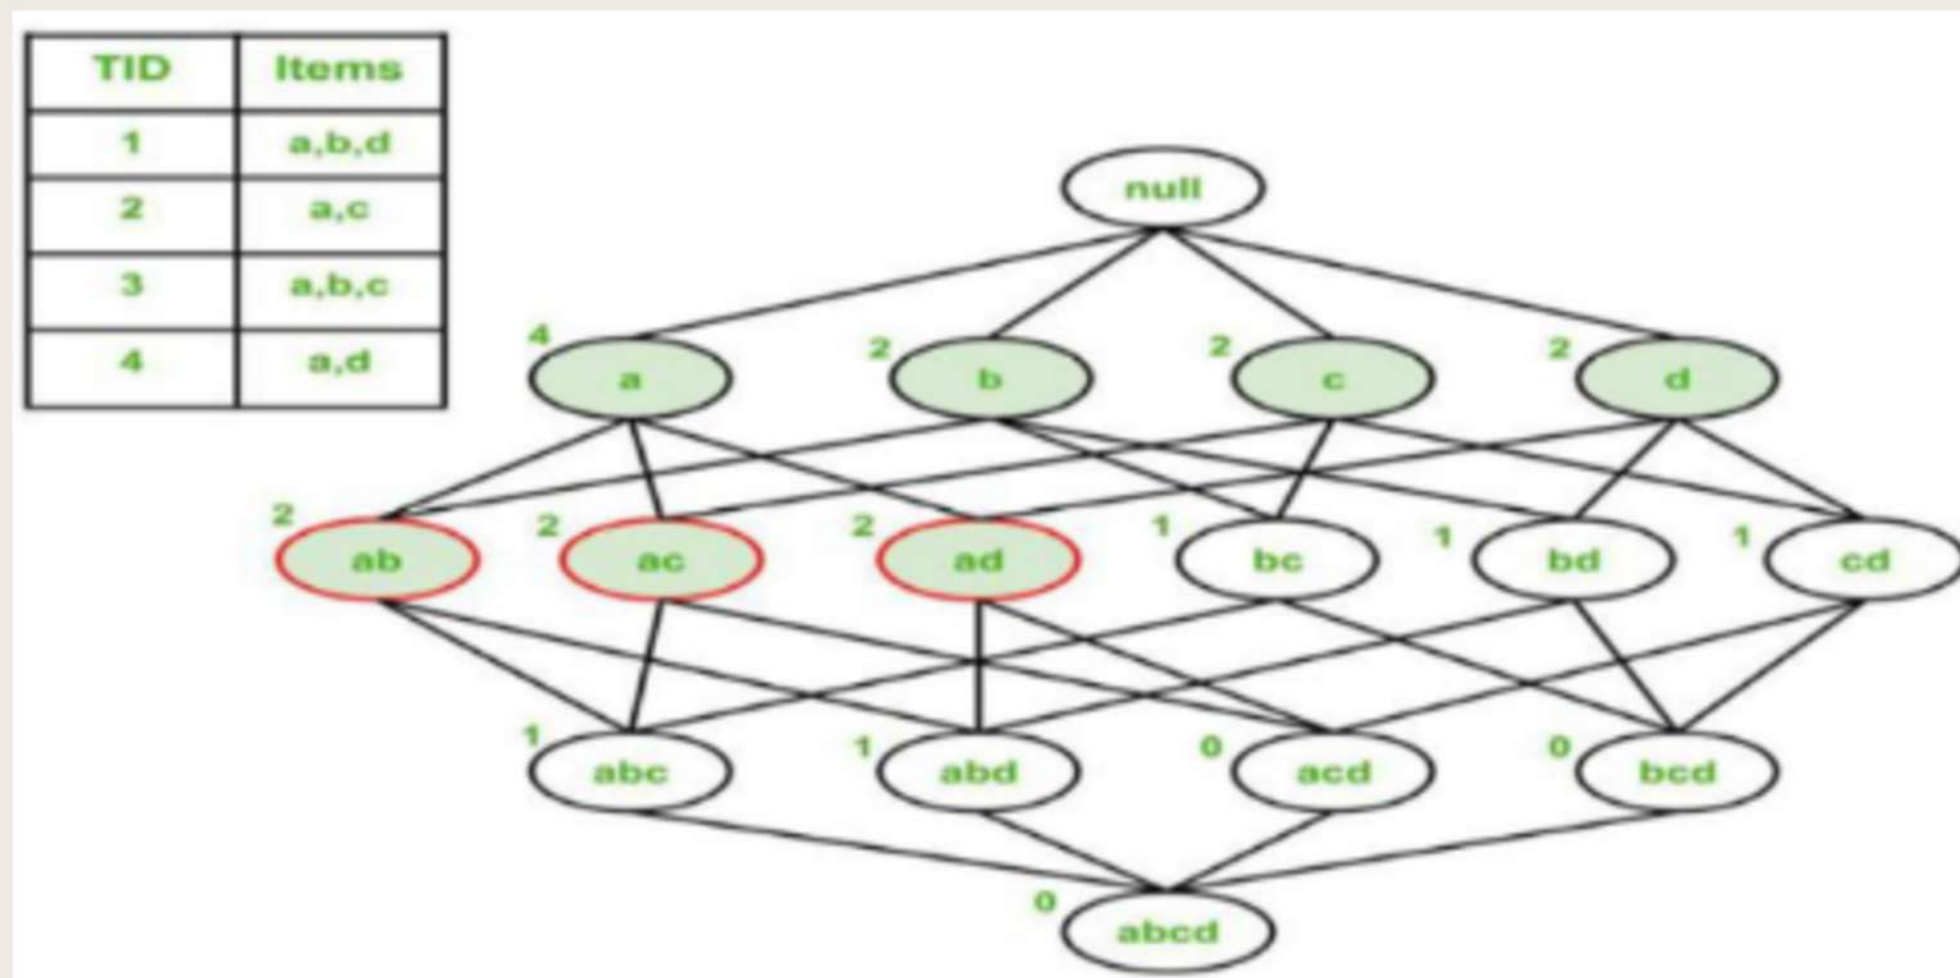 TID Items
1 a,b,d
2 a,c
3 a,b,c
4 a,d
null
4 a 2 b 2 c 2 d
2 ab 2 ac 2 ad 1 bc 1 bd 1 cd
1 abc 1 abd 0 acd 0 bcd
0 abcd